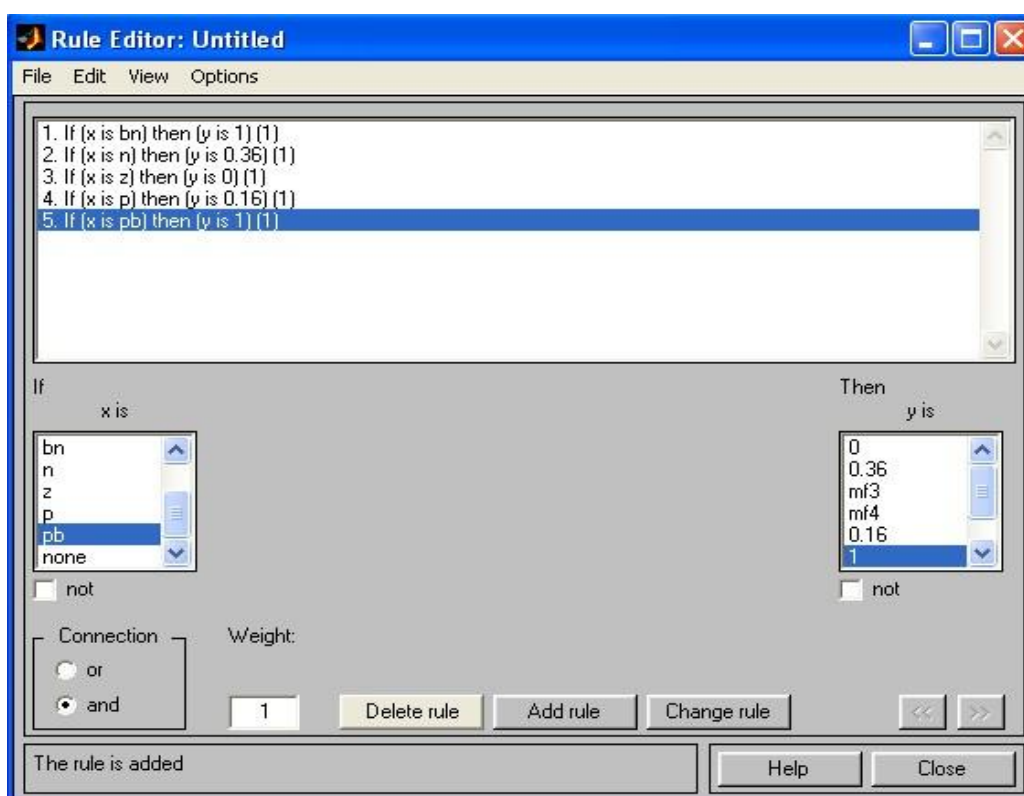 Rule Editor: Untitled
File Edit View Options
1. If (x is bn) then (y is 1) (1)
2. If (x is n) then (y is 0.36) (1)
3. If (x is z) then (y is 0) (1)
4. If (x is p) then (y is 0.16) (1)
5. If (x is pb) then (y is 1) (1)
If
x is
Then
y is
bn
n
z
p
pb
none
0
0.36
mf3
mf4
0.16
1
not
not
Connection
or
and
Weight:
1
Delete rule
Add rule
Change rule
<<
>>
The rule is added
Help
Close